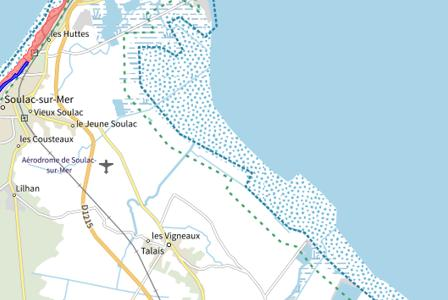 les Huttes
Soulac-sur-Mer
Vieux Soulac
le Jeune Soulac
les Cousteaux
Aérodrome de Soulac-
sur-Mer
Lilhan
D1215
les Vigneaux
Talais